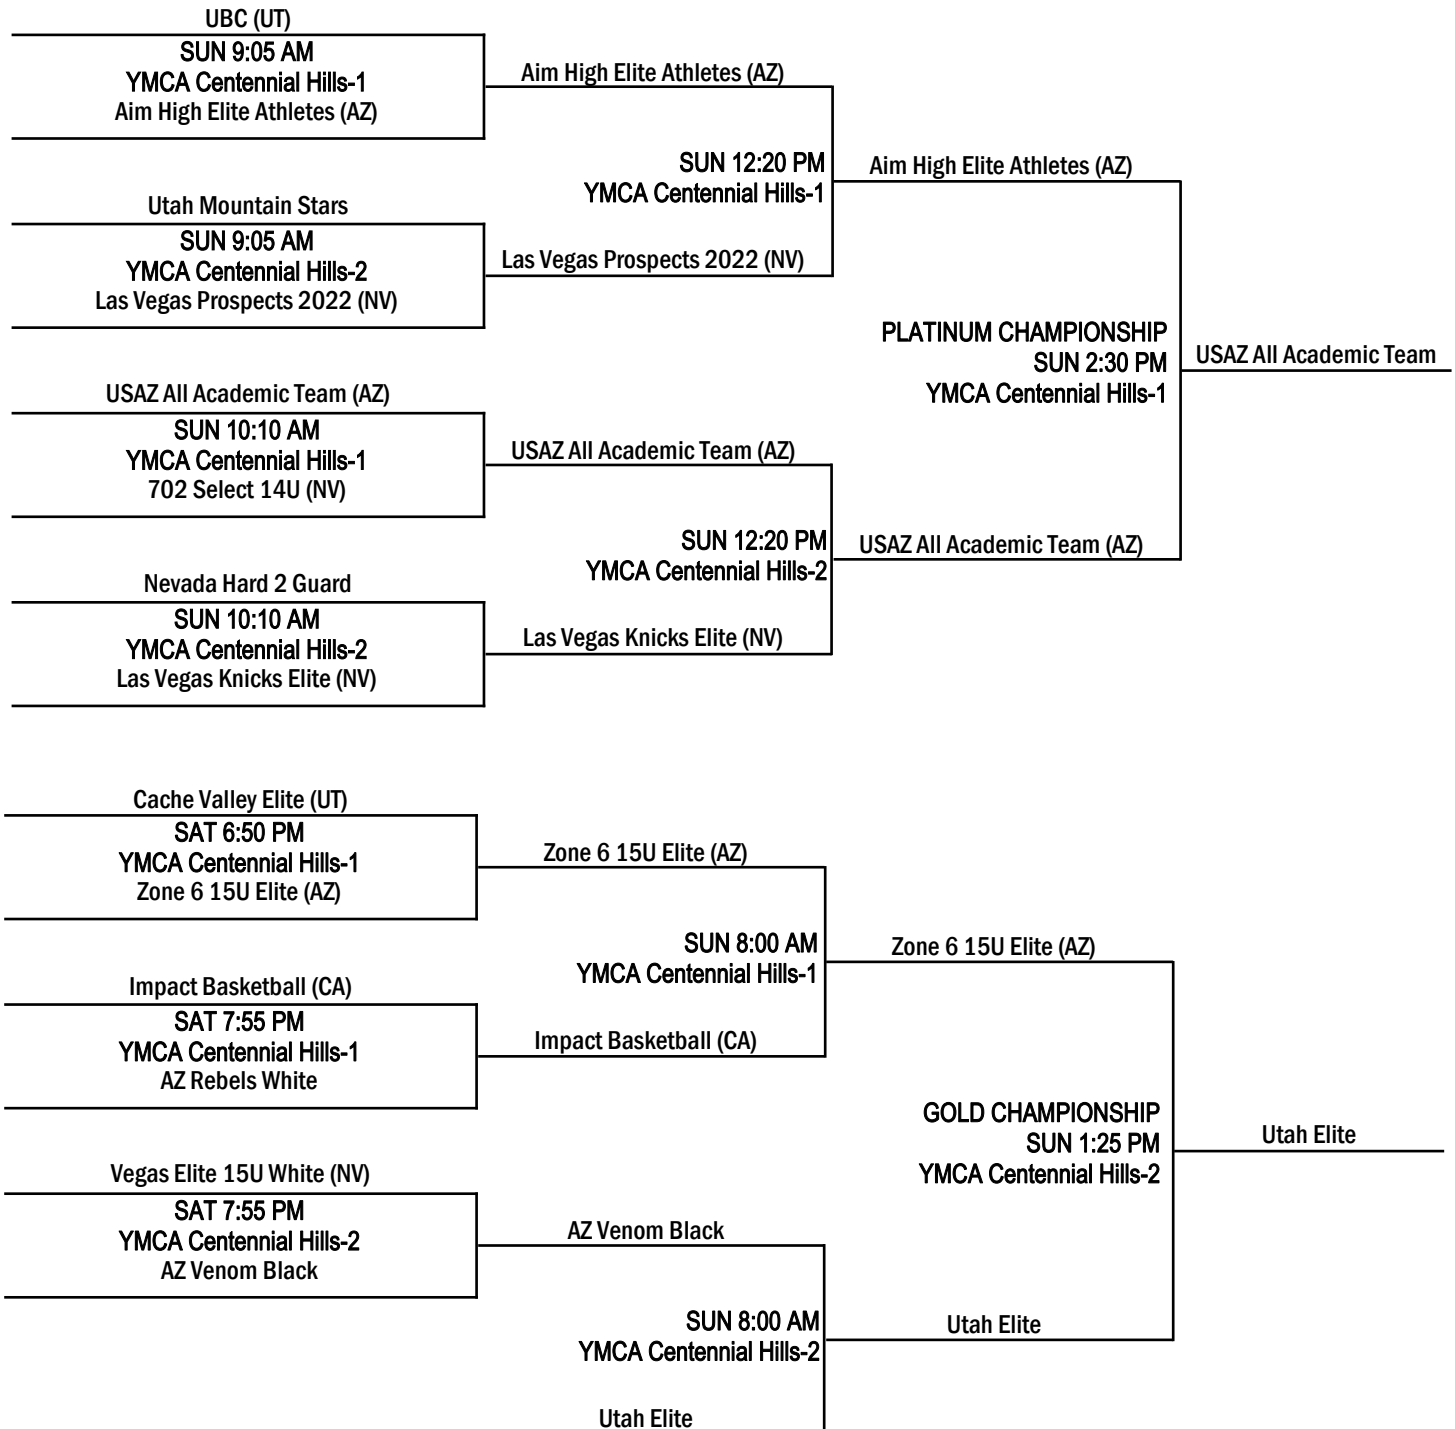 UBC (UT)
SUN 9:05 AM
YMCA Centennial Hills-1
Aim High Elite Athletes (AZ)
Aim High Elite Athletes (AZ)
SUN 12:20 PM
YMCA Centennial Hills-1
Aim High Elite Athletes (AZ)
Utah Mountain Stars
SUN 9:05 AM
YMCA Centennial Hills-2
Las Vegas Prospects 2022 (NV)
Las Vegas Prospects 2022 (NV)
PLATINUM CHAMPIONSHIP
SUN 2:30 PM
YMCA Centennial Hills-1
USAZ All Academic Team
USAZ All Academic Team (AZ)
SUN 10:10 AM
YMCA Centennial Hills-1
702 Select 14U (NV)
USAZ All Academic Team (AZ)
SUN 12:20 PM
YMCA Centennial Hills-2
USAZ All Academic Team (AZ)
Nevada Hard 2 Guard
SUN 10:10 AM
YMCA Centennial Hills-2
Las Vegas Knicks Elite (NV)
Las Vegas Knicks Elite (NV)
Cache Valley Elite (UT)
SAT 6:50 PM
YMCA Centennial Hills-1
Zone 6 15U Elite (AZ)
Zone 6 15U Elite (AZ)
SUN 8:00 AM
YMCA Centennial Hills-1
Zone 6 15U Elite (AZ)
Impact Basketball (CA)
SAT 7:55 PM
YMCA Centennial Hills-1
AZ Rebels White
Impact Basketball (CA)
GOLD CHAMPIONSHIP
SUN 1:25 PM
YMCA Centennial Hills-2
Utah Elite
Vegas Elite 15U White (NV)
SAT 7:55 PM
YMCA Centennial Hills-2
AZ Venom Black
AZ Venom Black
SUN 8:00 AM
YMCA Centennial Hills-2
Utah Elite
Utah Elite